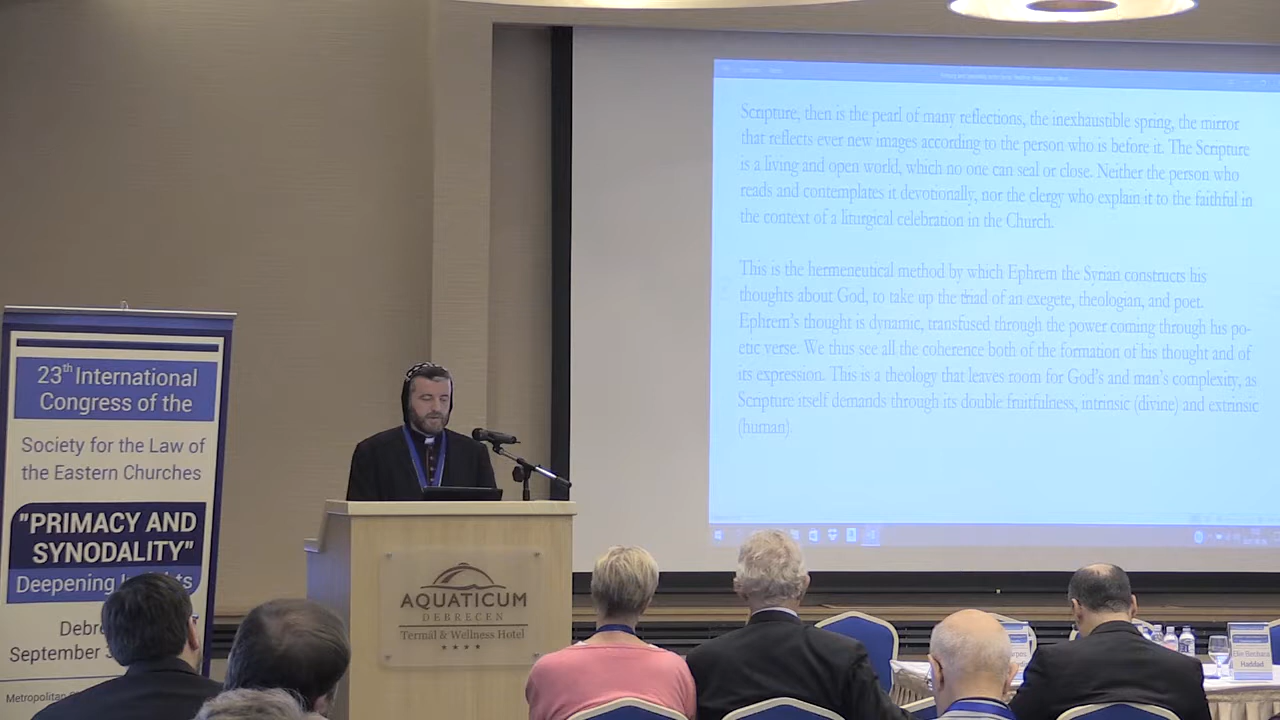 23th International
Congress of the
Society for the Law of
the Eastern Churches
"PRIMACY AND
SYNODALITY"
Deepening
Debre
September 3
Metropolitan
AQUATICUM
DEBRECEN
Termál & Wellness Hotel
Scripture, then is the pearl of many reflections, the inexhaustible spring, the mirror
that reflects ever new images according to the person who is before it. The Scripture
is a living and open world, which no one can seal or close. Neither the person who
reads and contemplates it devotionally, nor the clergy who explain it to the faithful in
the context of a liturgical celebration in the Church.
This is the hermeneutical method by which Ephrem the Syrian constructs his
thoughts about God, to take up the triad of an exegete, theologian, and poet.
Ephrem's thought is dynamic, transfused through the power coming through his po-
etic verse. We thus see all the coherence both of the formation of his thought and of
its expression. This is a theology that leaves room for God's and man's complexity, as
Scripture itself demands through its double fruitfulness, intrinsic (divine) and extrinsic
(human).
Haddad